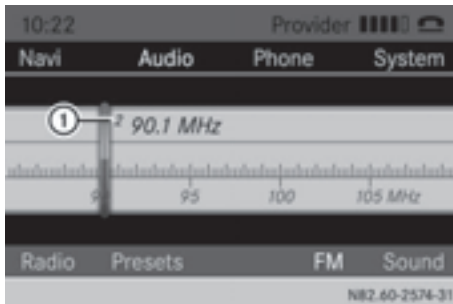 10:22 Provider
Navi Audio Phone System
1 2 90.1 MHz
95 100 105 MHz
Radio Presets FM Sound
N82.60-2574-31